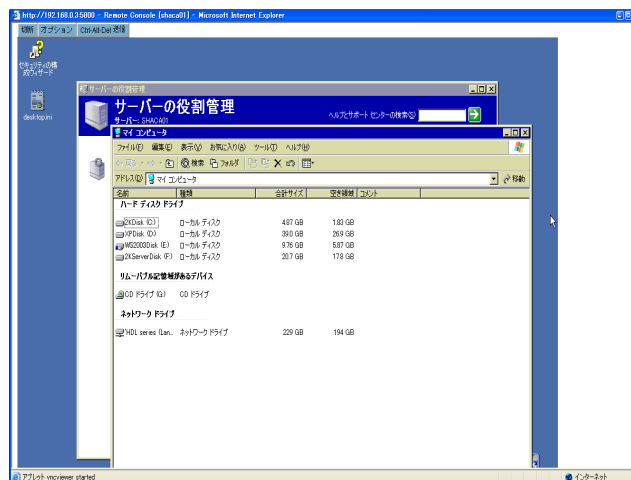 http://192.168.0.3:5800 - Remote Console [shaca01] - Microsoft Internet Explorer
切断 オプション Ctrl-Alt-Del 送信
セキュリティの構
成ウィザード
desktop.ini
サーバーの役割管理
サーバーの役割管理
サーバー: SHACA01
ヘルプとサポート センターの検索(S)
マイ コンピュータ
ファイル(F) 編集(E) 表示(V) お気に入り(A) ツール(T) ヘルプ(H)
戻る 検索 フォルダ
アドレス(D) マイ コンピュータ 移動
名前 種類 合計サイズ 空き領域 コメント
ハード ディスク ドライブ
2KDisk (C:) ローカル ディスク 4.87 GB 1.83 GB
XPDisk (D:) ローカル ディスク 39.0 GB 26.9 GB
WS2003Disk (E:) ローカル ディスク 9.76 GB 5.87 GB
2KServerDisk (F:) ローカル ディスク 20.7 GB 17.8 GB
リムーバブル記憶域があるデバイス
CD ドライブ (G:) CD ドライブ
ネットワーク ドライブ
'HDL series (Lan... ネットワーク ドライブ 229 GB 194 GB
アプレット vncviewer started
インターネット